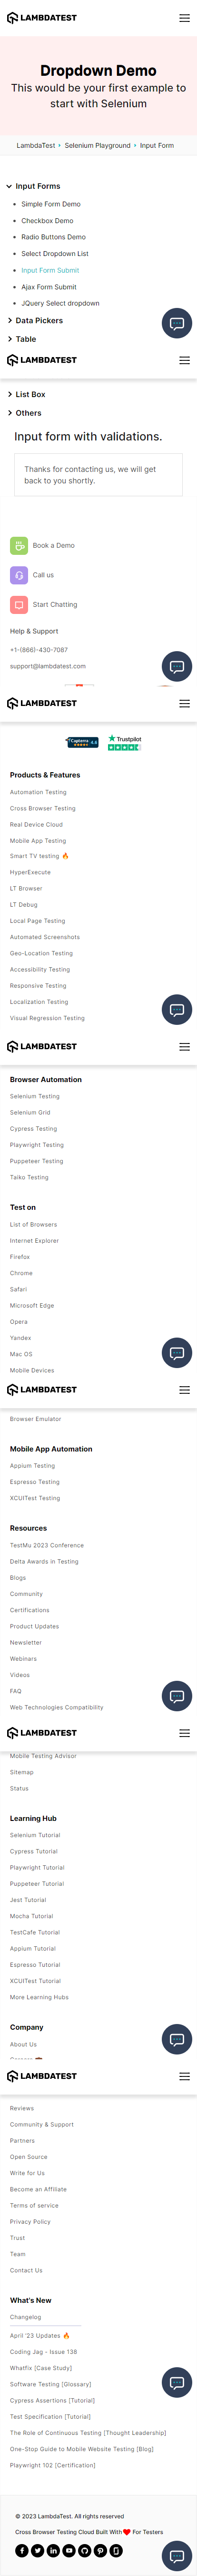 LAMBDATEST
Dropdown Demo
This would be your first example to
start with Selenium
LambdaTest
Selenium Playground
Input Form
Input Forms
Simple Form Demo
Checkbox Demo
Radio Buttons Demo
Select Dropdown List
Input Form Submit
Ajax Form Submit
JQuery Select dropdown
Data Pickers
Table
LAMBDATEST
List Box
Others
Input form with validations.
Thanks for contacting us, we will get
back to you shortly.
Book a Demo
Call us
Start Chatting
Help & Support
+1-(866)-430-7087
support@lambdatest.com
LAMBDATEST
Capterra 4.6
Trustpilot
Products & Features
Automation Testing
Cross Browser Testing
Real Device Cloud
Mobile App Testing
Smart TV testing 🔥
HyperExecute
LT Browser
LT Debug
Local Page Testing
Automated Screenshots
Geo-Location Testing
Accessibility Testing
Responsive Testing
Localization Testing
Visual Regression Testing
LAMBDATEST
Browser Automation
Selenium Testing
Selenium Grid
Cypress Testing
Playwright Testing
Puppeteer Testing
Taiko Testing
Test on
List of Browsers
Internet Explorer
Firefox
Chrome
Safari
Microsoft Edge
Opera
Yandex
Mac OS
Mobile Devices
LAMBDATEST
Browser Emulator
Mobile App Automation
Appium Testing
Espresso Testing
XCUITest Testing
Resources
TestMu 2023 Conference
Delta Awards in Testing
Blogs
Community
Certifications
Product Updates
Newsletter
Webinars
Videos
FAQ
Web Technologies Compatibility
LAMBDATEST
Mobile Testing Advisor
Sitemap
Status
Learning Hub
Selenium Tutorial
Cypress Tutorial
Playwright Tutorial
Puppeteer Tutorial
Jest Tutorial
Mocha Tutorial
TestCafe Tutorial
Appium Tutorial
Espresso Tutorial
XCUITest Tutorial
More Learning Hubs
Company
About Us
LAMBDATEST
Reviews
Community & Support
Partners
Open Source
Write for Us
Become an Affiliate
Terms of service
Privacy Policy
Trust
Team
Contact Us
What's New
Changelog
April '23 Updates 🔥
Coding Jag - Issue 138
Whatfix [Case Study]
Software Testing [Glossary]
Cypress Assertions [Tutorial]
Test Specification [Tutorial]
The Role of Continuous Testing [Thought Leadership]
One-Stop Guide to Mobile Website Testing [Blog]
Playwright 102 [Certification]
© 2023 LambdaTest. All rights reserved
Cross Browser Testing Cloud Built With ❤ For Testers